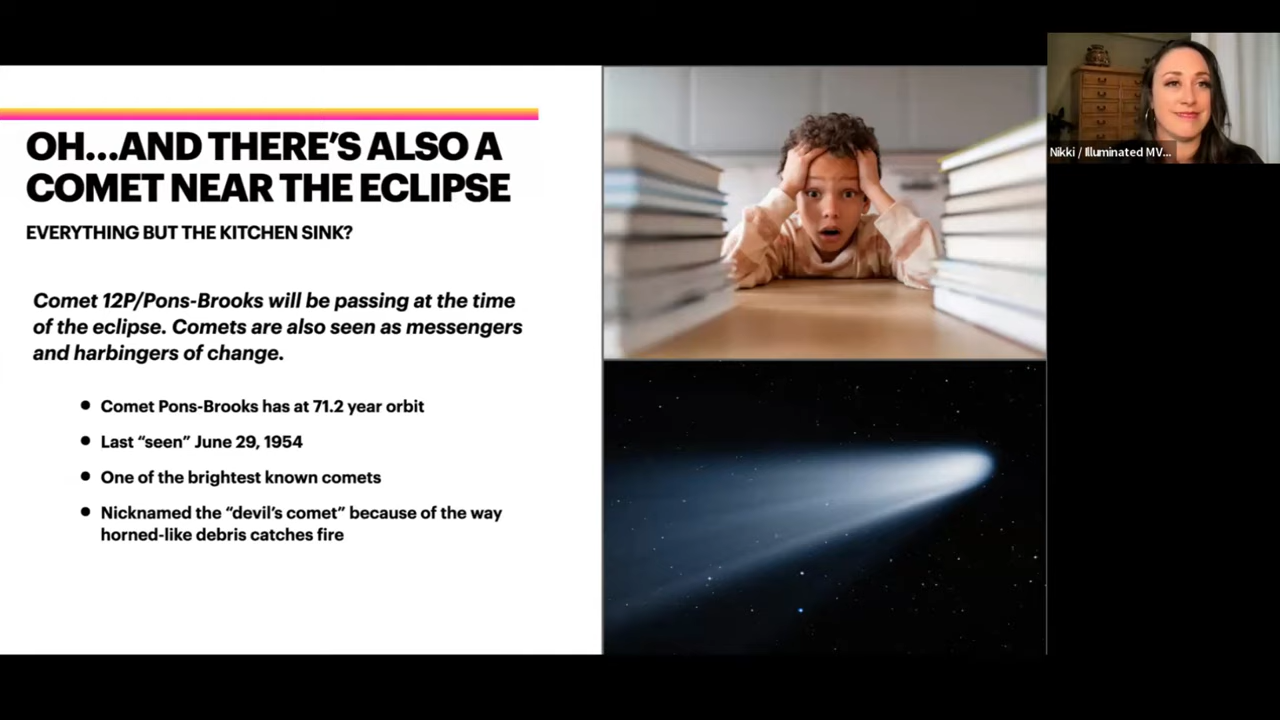 OH...AND THERE'S ALSO A
COMET NEAR THE ECLIPSE
EVERYTHING BUT THE KITCHEN SINK?
Comet 12P/Pons-Brooks will be passing at the time
of the eclipse. Comets are also seen as messengers
and harbingers of change.
● Comet Pons-Brooks has at 71.2 year orbit
● Last “seen” June 29, 1954
● One of the brightest known comets
● Nicknamed the “devil’s comet” because of the way
horned-like debris catches fire
Nikki / Illuminated MV...